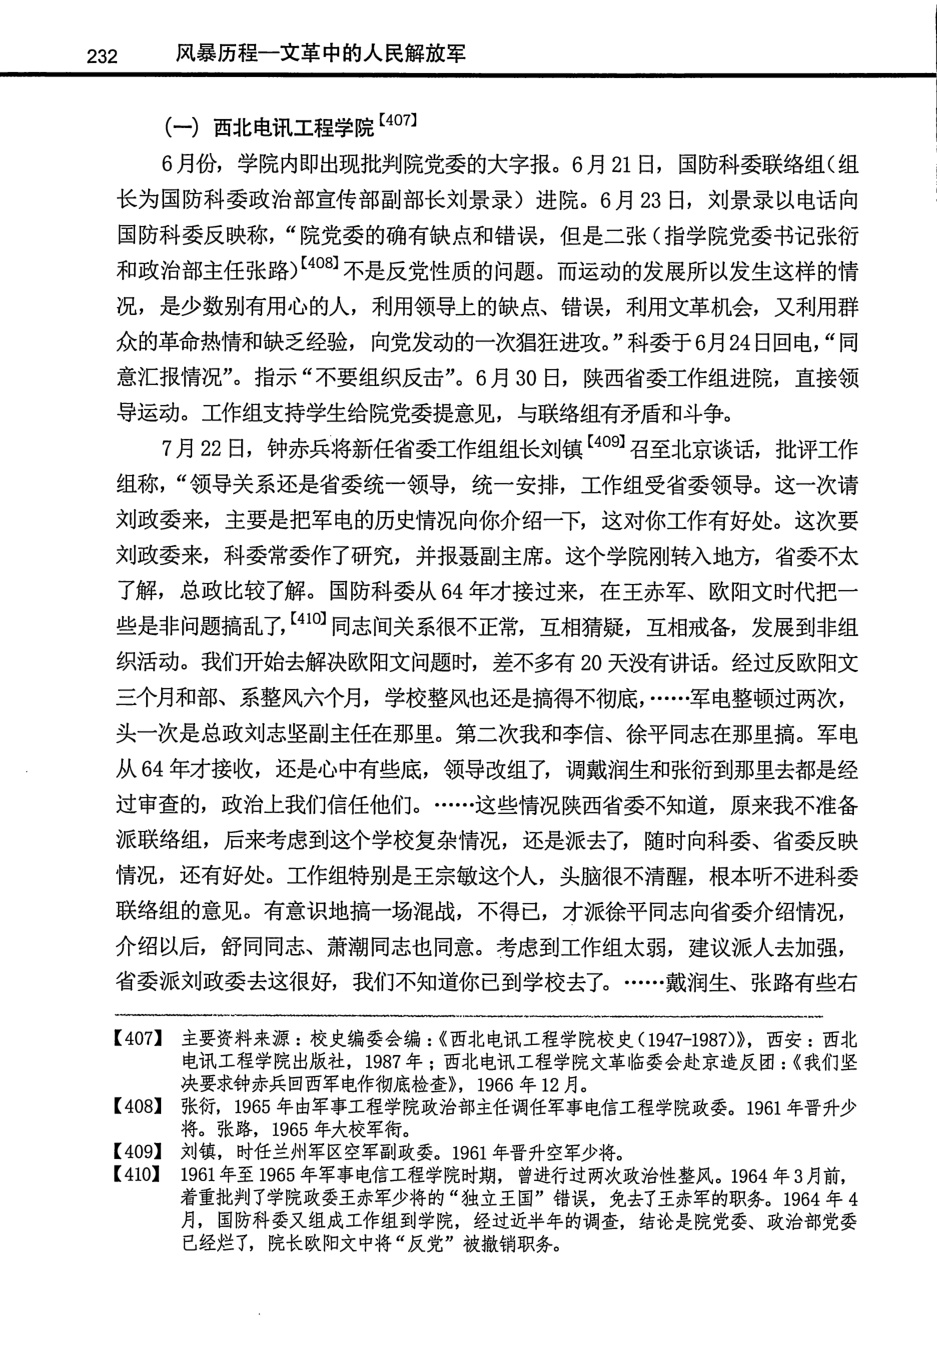 232 风暴历程—文革中的人民解放军
(一) 西北电讯工程学院【407】
6月份，学院内即出现批判院党委的大字报。6月21日，国防科委联络组（组
长为国防科委政治部宣传部副部长刘景录）进院。6月23日，刘景录以电话向
国防科委反映称，“院党委的确有缺点和错误，但是二张（指学院党委书记张衍
和政治部主任张路）【408】不是反党性质的问题。而运动的发展所以发生这样的情
况，是少数别有用心的人，利用领导上的缺点、错误，利用文革机会，又利用群
众的革命热情和缺乏经验，向党发动的一次猖狂进攻。”科委于6月24日回电，“同
意汇报情况”。指示“不要组织反击”。6月30日，陕西省委工作组进院，直接领
导运动。工作组支持学生给院党委提意见，与联络组有矛盾和斗争。
7月22日，钟赤兵将新任省委工作组组长刘镇【409】召至北京谈话，批评工作
组称，“领导关系还是省委统一领导，统一安排，工作组受省委领导。这一次请
刘政委来，主要是把军电的历史情况向你介绍一下，这对你工作有好处。这次要
刘政委来，科委常委作了研究，并报聂副主席。这个学院刚转入地方，省委不太
了解，总政比较了解。国防科委从64年才接过来，在王赤军、欧阳文时代把一
些是非问题搞乱了，【410】同志间关系很不正常，互相猜疑，互相戒备，发展到非组
织活动。我们开始去解决欧阳文问题时，差不多有20天没有讲话。经过反欧阳文
三个月和部、系整风六个月，学校整风也还是搞得不彻底，……军电整顿过两次，
头一次是总政刘志坚副主任在那里。第二次我和李信、徐平同志在那里搞。军电
从64年才接收，还是心中有些底，领导改组了，调戴润生和张衍到那里去都是经
过审查的，政治上我们信任他们。……这些情况陕西省委不知道，原来我不准备
派联络组，后来考虑到这个学校复杂情况，还是派去了，随时向科委、省委反映
情况，还有好处。工作组特别是王宗敏这个人，头脑很不清醒，根本听不进科委
联络组的意见。有意识地搞一场混战，不得已，才派徐平同志向省委介绍情况，
介绍以后，舒同同志、萧潮同志也同意。考虑到工作组太弱，建议派人去加强，
省委派刘政委去这很好，我们不知道你已到学校去了。……戴润生、张路有些右
【407】 主要资料来源：校史编委会编：《西北电讯工程学院校史（1947-1987）》，西安：西北
电讯工程学院出版社，1987年；西北电讯工程学院文革临委会赴京造反团：《我们坚
决要求钟赤兵回西军电作彻底检查》，1966年12月。
【408】 张衍，1965年由军事工程学院政治部主任调任军事电信工程学院政委。1961年晋升少
将。张路，1965年大校军衔。
【409】 刘镇，时任兰州军区空军副政委。1961年晋升空军少将。
【410】 1961年至1965年军事电信工程学院时期，曾进行过两次政治性整风。1964年3月前，
着重批判了学院政委王赤军少将的“独立王国”错误，免去了王赤军的职务。1964年4
月，国防科委又组成工作组到学院，经过近半年的调查，结论是院党委、政治部党委
已经烂了，院长欧阳文中将“反党”被撤销职务。